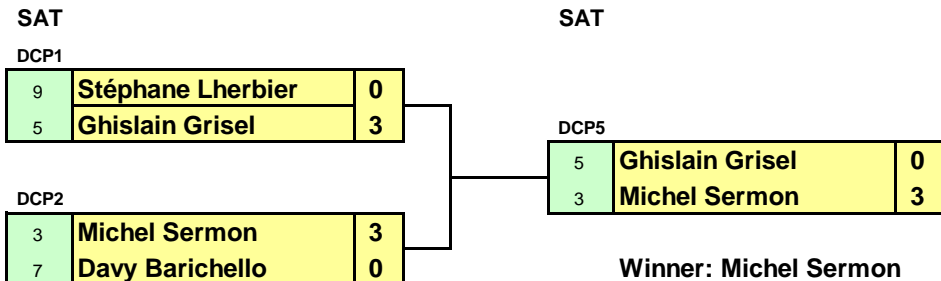 SAT
SAT
DCP1
9 Stéphane Lherbier 0
5 Ghislain Grisel 3
DCP5
5 Ghislain Grisel 0
3 Michel Sermon 3
DCP2
3 Michel Sermon 3
7 Davy Barichello 0
Winner: Michel Sermon